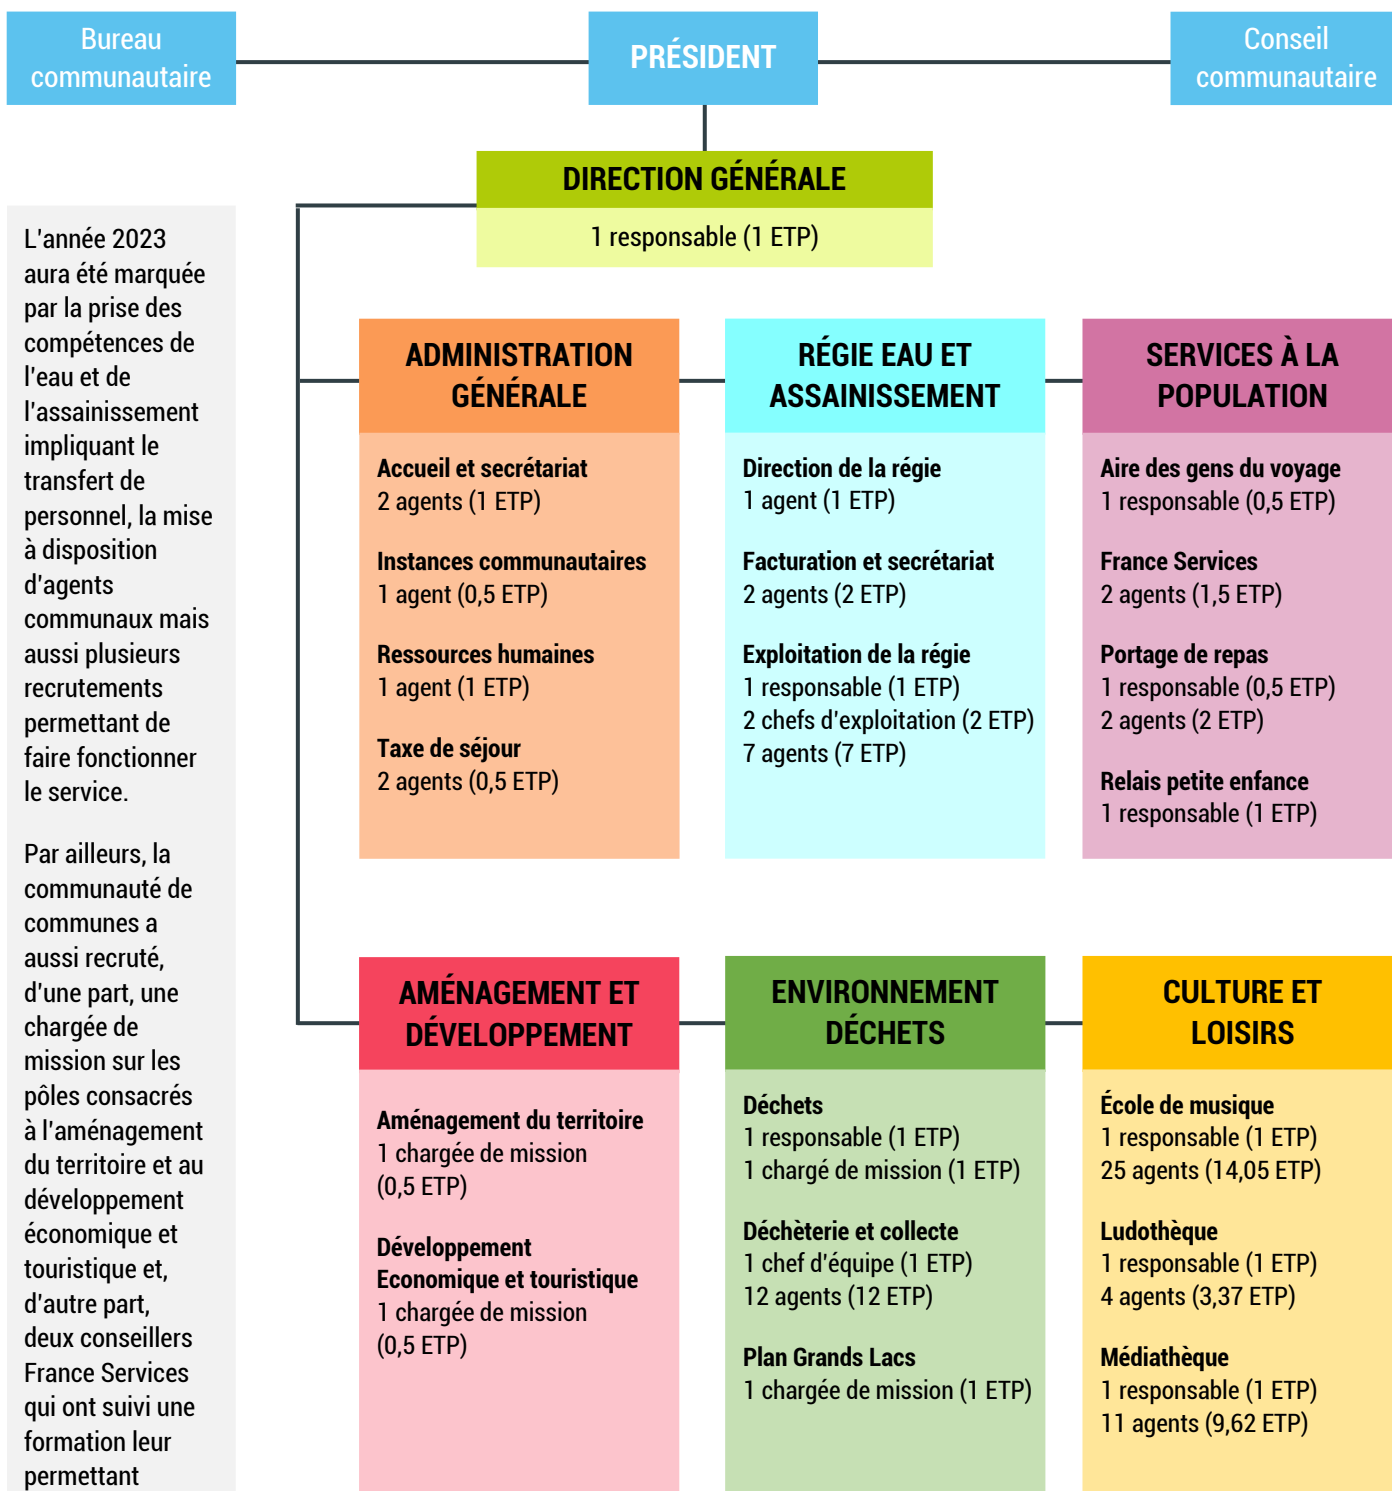 Bureau
communautaire
PRÉSIDENT
Conseil
communautaire
DIRECTION GÉNÉRALE
1 responsable (1 ETP)
L'année 2023
aura été marquée
par la prise des
compétences de
l'eau et de
l'assainissement
impliquant le
transfert de
personnel, la mise
à disposition
d'agents
communaux mais
aussi plusieurs
recrutements
permettant de
faire fonctionner
le service.
Par ailleurs, la
communauté de
communes a
aussi recruté,
d'une part, une
chargée de
mission sur les
pôles consacrés
à l'aménagement
du territoire et au
développement
économique et
touristique et,
d'autre part,
deux conseillers
France Services
qui ont suivi une
formation leur
permettant
ADMINISTRATION
GÉNÉRALE
Accueil et secrétariat
2 agents (1 ETP)
Instances communautaires
1 agent (0,5 ETP)
Ressources humaines
1 agent (1 ETP)
Taxe de séjour
2 agents (0,5 ETP)
RÉGIE EAU ET
ASSAINISSEMENT
Direction de la régie
1 agent (1 ETP)
Facturation et secrétariat
2 agents (2 ETP)
Exploitation de la régie
1 responsable (1 ETP)
2 chefs d'exploitation (2 ETP)
7 agents (7 ETP)
SERVICES À LA
POPULATION
Aire des gens du voyage
1 responsable (0,5 ETP)
France Services
2 agents (1,5 ETP)
Portage de repas
1 responsable (0,5 ETP)
2 agents (2 ETP)
Relais petite enfance
1 responsable (1 ETP)
AMÉNAGEMENT ET
DÉVELOPPEMENT
Aménagement du territoire
1 chargée de mission
(0,5 ETP)
Développement
Economique et touristique
1 chargée de mission
(0,5 ETP)
ENVIRONNEMENT
DÉCHETS
Déchets
1 responsable (1 ETP)
1 chargé de mission (1 ETP)
Déchèterie et collecte
1 chef d'équipe (1 ETP)
12 agents (12 ETP)
Plan Grands Lacs
1 chargée de mission (1 ETP)
CULTURE ET
LOISIRS
École de musique
1 responsable (1 ETP)
25 agents (14,05 ETP)
Ludothèque
1 responsable (1 ETP)
4 agents (3,37 ETP)
Médiathèque
1 responsable (1 ETP)
11 agents (9,62 ETP)